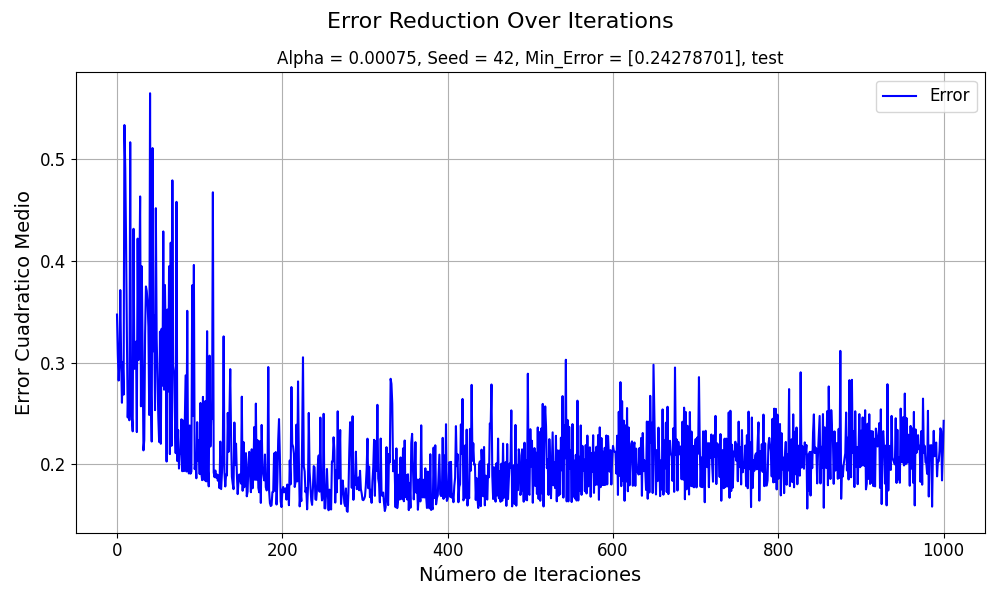 Error Reduction Over Iterations
Alpha = 0.00075, Seed = 42, Min_Error = [0.24278701], test
Error
Error Cuadratico Medio
0.5
0.4
0.3
0.2
0 200 400 600 800 1000
Número de Iteraciones